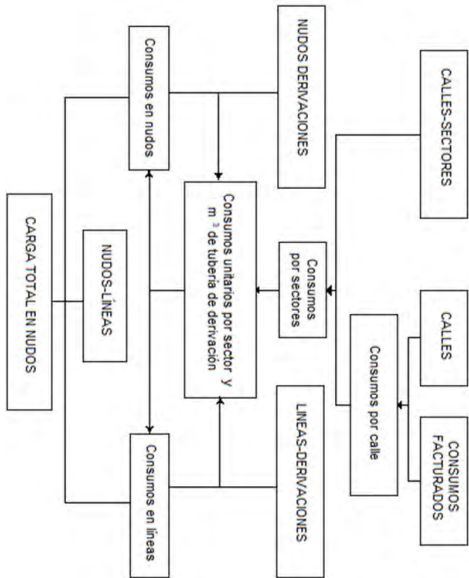 CALLES-SECTORES
CALLES
CONSUMOS
FACTURADOS
Consumos por calle
NUDOS DERIVACIONES
Consumos
por sectores
LINEAS-DERIVACIONES
Consumos unitarios por sector y
m³ de tubería de derivación
Consumos en nudos
Consumos en líneas
NUDOS-LÍNEAS
CARGA TOTAL EN NUDOS